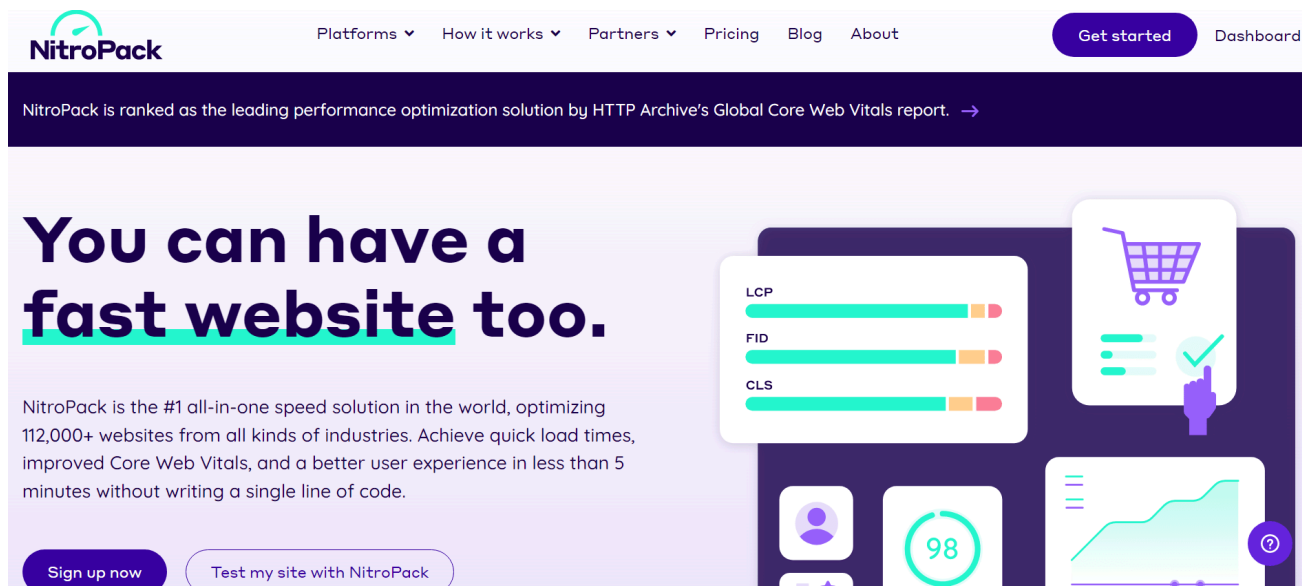 NitroPack
Platforms
How it works
Partners
Pricing
Blog
About
Get started
Dashboard
NitroPack is ranked as the leading performance optimization solution by HTTP Archive's Global Core Web Vitals report. →
You can have a
fast website too.
NitroPack is the #1 all-in-one speed solution in the world, optimizing
112,000+ websites from all kinds of industries. Achieve quick load times,
improved Core Web Vitals, and a better user experience in less than 5
minutes without writing a single line of code.
Sign up now
Test my site with NitroPack
LCP
FID
CLS
98
?